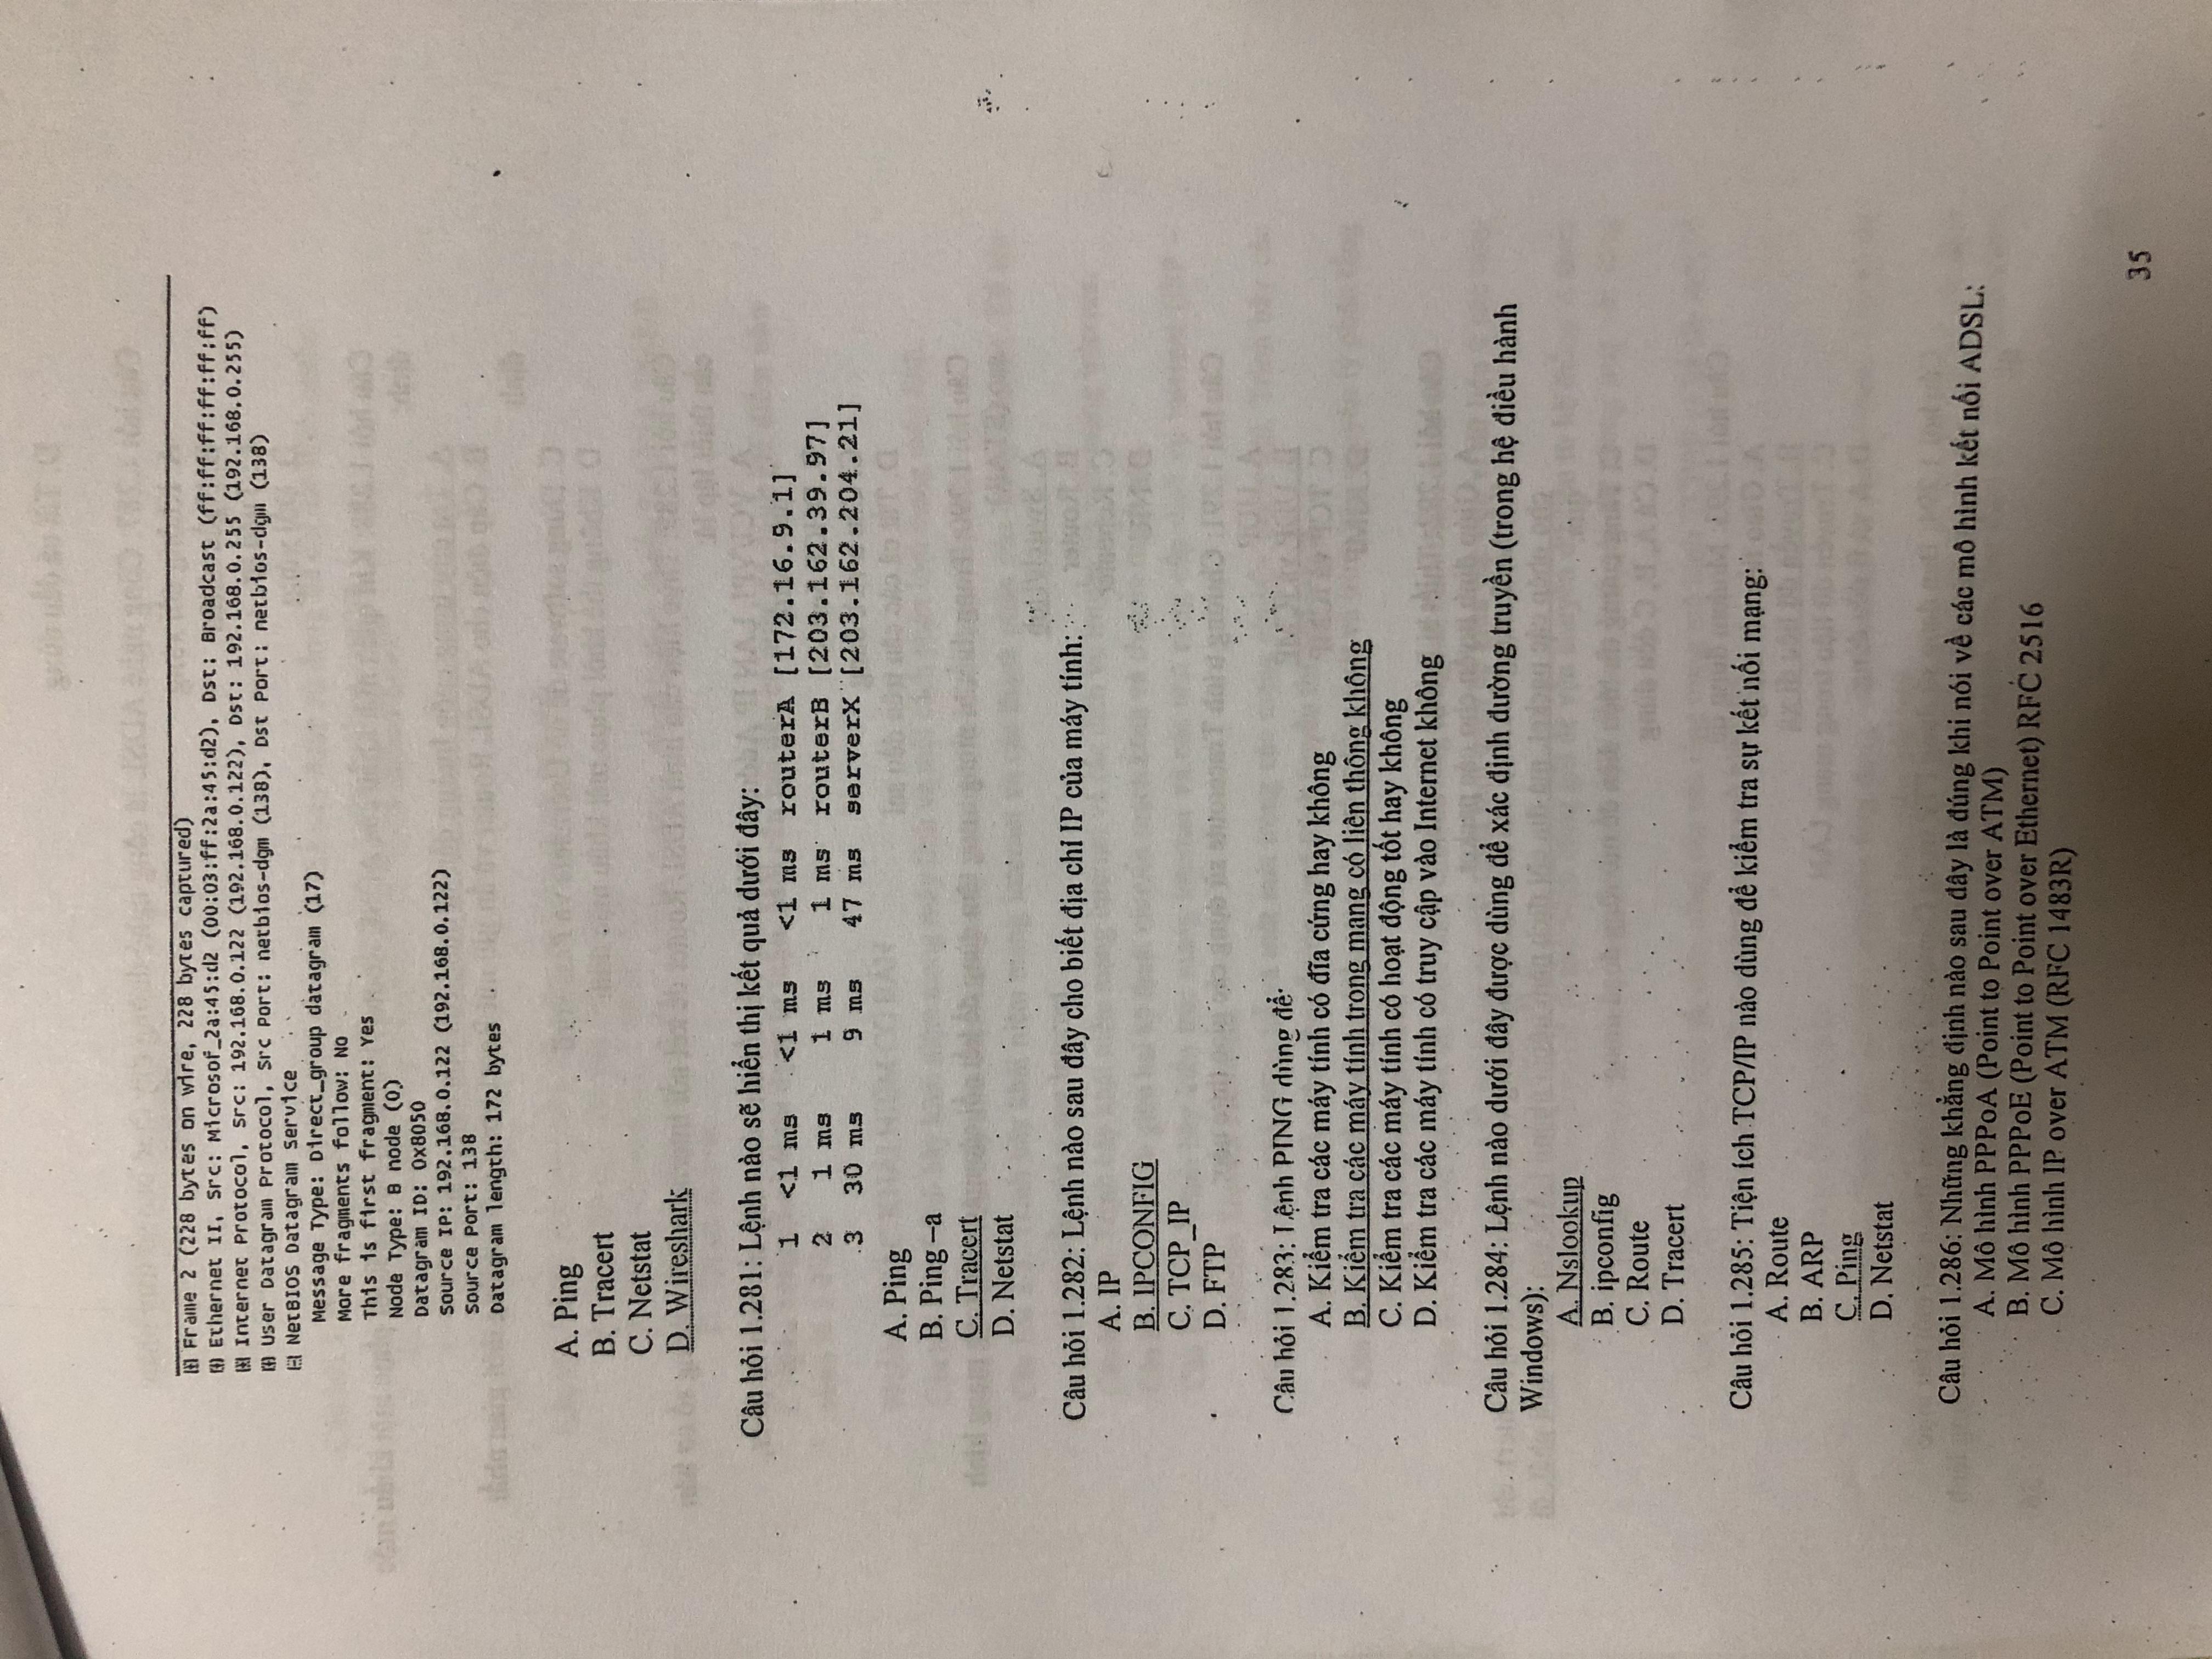 Frame 2 (228 bytes on wire, 228 bytes captured)
Ethernet II, Src: Microsof_2a:45:d2 (00:03:ff:2a:45:d2), Dst: Broadcast (ff:ff:ff:ff:ff:ff)
Internet Protocol, Src: 192.168.0.122 (192.168.0.122), Dst: 192.168.0.255 (192.168.0.255)
User Datagram Protocol, Src Port: netbios-dgm (138), Dst Port: netbios-dgm (138)
NetBIOS Datagram Service
Message Type: Direct_group datagram (17)
More fragments follow: No
This is first fragment: Yes
Node Type: B node (0)
Datagram ID: 0x8050
Source IP: 192.168.0.122 (192.168.0.122)
Source Port: 138
Datagram length: 172 bytes
A. Ping
B. Tracert
C. Netstat
D. Wireshark
Câu hỏi 1.281: Lệnh nào sẽ hiển thị kết quả dưới đây:
1 <1 ms <1 ms <1 ms routerA [172.16.9.1]
2 1 ms 1 ms 1 ms routerB [203.162.39.97]
3 30 ms 9 ms 47 ms serverX [203.162.204.21]
A. Ping
B. Ping –a
C. Tracert
D. Netstat
Câu hỏi 1.282: Lệnh nào sau đây cho biết địa chỉ IP của máy tính:
A. IP
B. IPCONFIG
C. TCP_IP
D. FTP
Câu hỏi 1.283: Lệnh PING dùng để:
A. Kiểm tra các máy tính có đĩa cứng hay không
B. Kiểm tra các máy tính trong mạng có liên thông không
C. Kiểm tra các máy tính có hoạt động tốt hay không
D. Kiểm tra các máy tính có truy cập vào Internet không
Câu hỏi 1.284: Lệnh nào dưới đây được dùng để xác định đường truyền (trong hệ điều hành
Windows):
A. Nslookup
B. ipconfig
C. Route
D. Tracert
Câu hỏi 1.285: Tiện ích TCP/IP nào dùng để kiểm tra sự kết nối mạng:
A. Route
B. ARP
C. Ping
D. Netstat
Câu hỏi 1.286: Những khẳng định nào sau đây là đúng khi nói về các mô hình kết nối ADSL:
A. Mô hình PPPoA (Point to Point over ATM)
B. Mô hình PPPoE (Point to Point over Ethernet) RFC 2516
C. Mô hình IP over ATM (RFC 1483R)
35